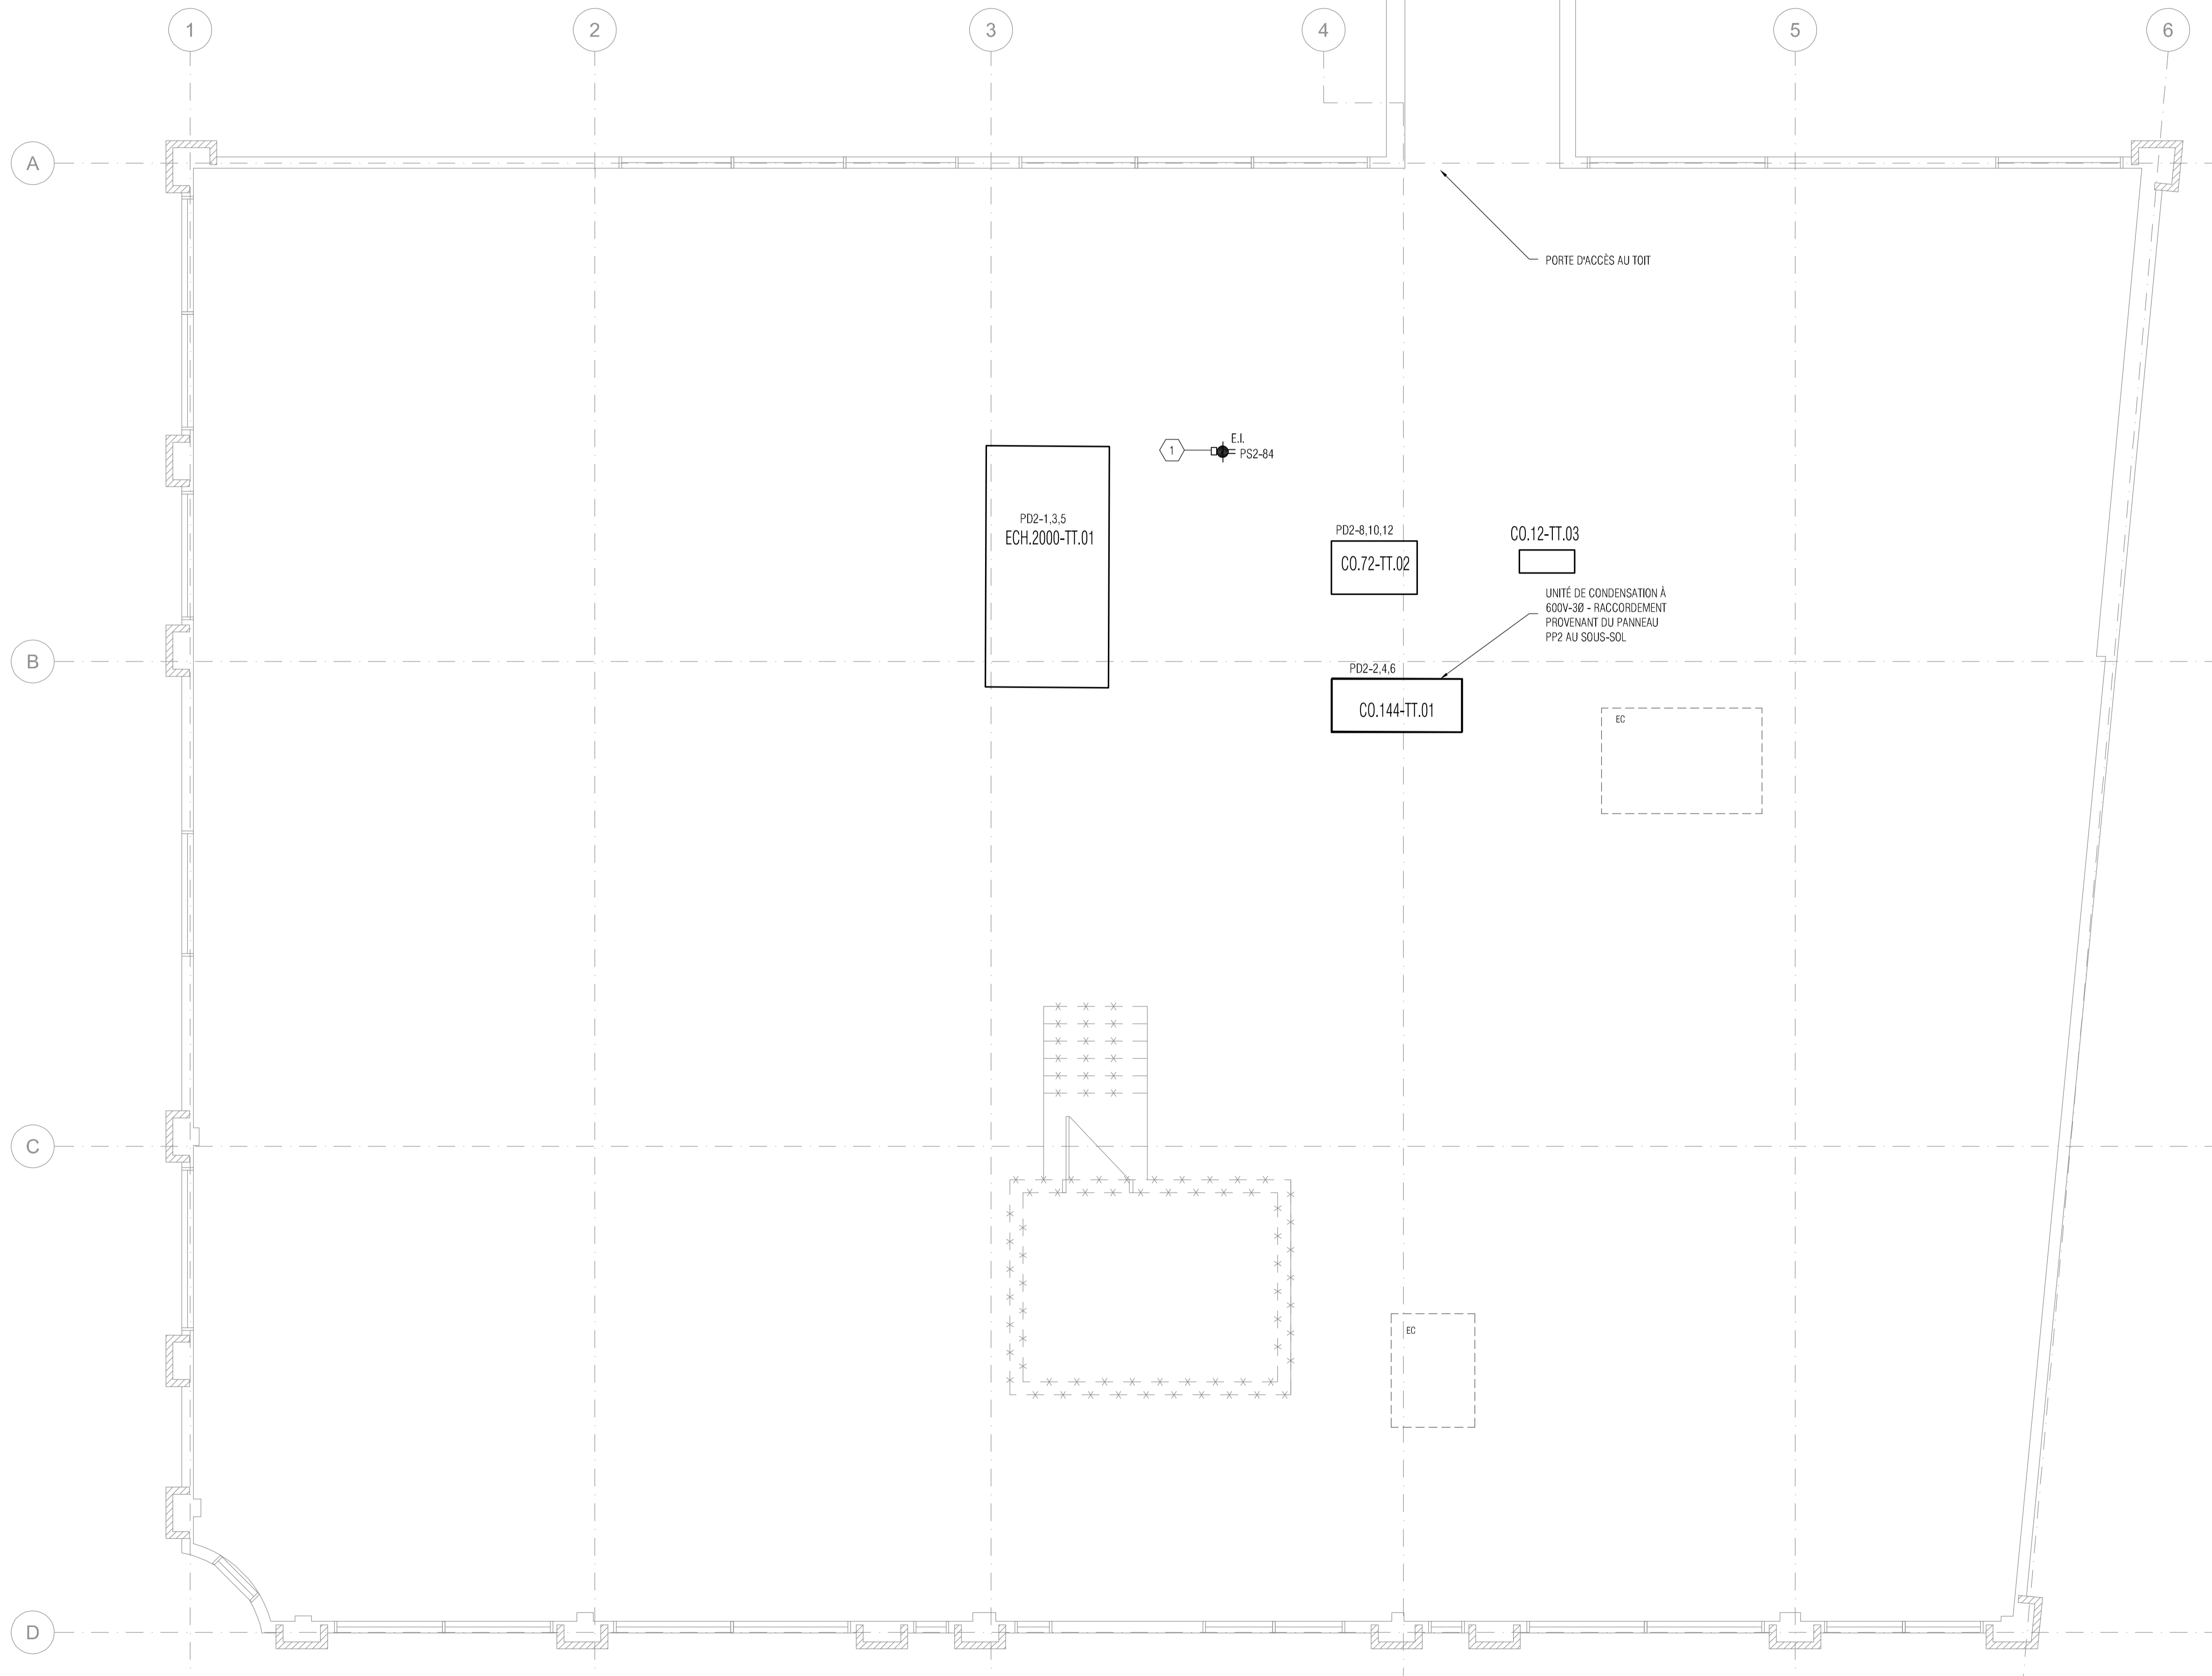 1
2
3
4
5
6
A
PORTE D'ACCÈS AU TOIT
E.I.
1
PS2-84
PD2-1,3,5
ECH.2000-TT.01
PD2-8,10,12
CO.72-TT.02
CO.12-TT.03
UNITÉ DE CONDENSATION À
600V-3Ø - RACCORDEMENT
PROVENANT DU PANNEAU
PP2 AU SOUS-SOL
B
PD2-2,4,6
CO.144-TT.01
EC
C
EC
D